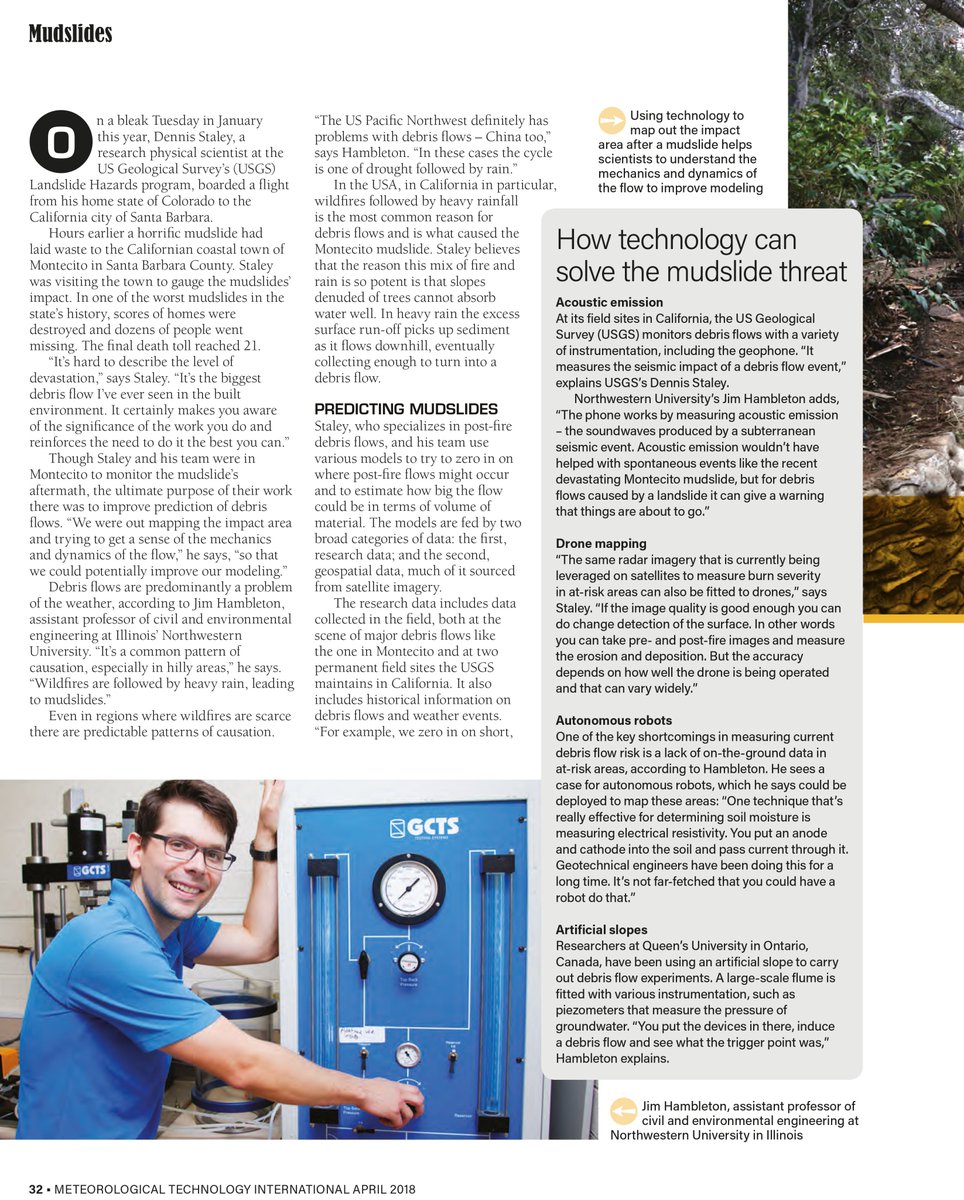 Mudslides
On a bleak Tuesday in January
this year, Dennis Staley, a
research physical scientist at the
US Geological Survey's (USGS)
Landslide Hazards program, boarded a flight
from his home state of Colorado to the
California city of Santa Barbara.
Hours earlier a horrific mudslide had
laid waste to the Californian coastal town of
Montecito in Santa Barbara County. Staley
was visiting the town to gauge the mudslides'
impact. In one of the worst mudslides in the
state's history, scores of homes were
destroyed and dozens of people went
missing. The final death toll reached 21.
“It's hard to describe the level of
devastation,” says Staley. “It's the biggest
debris flow I've ever seen in the built
environment. It certainly makes you aware
of the significance of the work you do and
reinforces the need to do it the best you can.”
Though Staley and his team were in
Montecito to monitor the mudslide's
aftermath, the ultimate purpose of their work
there was to improve prediction of debris
flows. “We were out mapping the impact area
and trying to get a sense of the mechanics
and dynamics of the flow,” he says, “so that
we could potentially improve our modeling.”
Debris flows are predominantly a problem
of the weather, according to Jim Hambleton,
assistant professor of civil and environmental
engineering at Illinois' Northwestern
University. “It's a common pattern of
causation, especially in hilly areas,” he says.
“Wildfires are followed by heavy rain, leading
to mudslides.”
Even in regions where wildfires are scarce
there are predictable patterns of causation.
“The US Pacific Northwest definitely has
problems with debris flows – China too,”
says Hambleton. “In these cases the cycle
is one of drought followed by rain.”
In the USA, in California in particular,
wildfires followed by heavy rainfall
is the most common reason for
debris flows and is what caused the
Montecito mudslide. Staley believes
that the reason this mix of fire and
rain is so potent is that slopes
denuded of trees cannot absorb
water well. In heavy rain the excess
surface run-off picks up sediment
as it flows downhill, eventually
collecting enough to turn into a
debris flow.
PREDICTING MUDSLIDES
Staley, who specializes in post-fire
debris flows, and his team use
various models to try to zero in on
where post-fire flows might occur
and to estimate how big the flow
could be in terms of volume of
material. The models are fed by two
broad categories of data: the first,
research data; and the second,
geospatial data, much of it sourced
from satellite imagery.
The research data includes data
collected in the field, both at the
scene of major debris flows like
the one in Montecito and at two
permanent field sites the USGS
maintains in California. It also
includes historical information on
debris flows and weather events.
“For example, we zero in on short,
Using technology to
map out the impact
area after a mudslide helps
scientists to understand the
mechanics and dynamics of
the flow to improve modeling
How technology can
solve the mudslide threat
Acoustic emission
At its field sites in California, the US Geological
Survey (USGS) monitors debris flows with a variety
of instrumentation, including the geophone. “It
measures the seismic impact of a debris flow event,”
explains USGS's Dennis Staley.
Northwestern University's Jim Hambleton adds,
“The phone works by measuring acoustic emission
– the soundwaves produced by a subterranean
seismic event. Acoustic emission wouldn't have
helped with spontaneous events like the recent
devastating Montecito mudslide, but for debris
flows caused by a landslide it can give a warning
that things are about to go.”
Drone mapping
“The same radar imagery that is currently being
leveraged on satellites to measure burn severity
in at-risk areas can also be fitted to drones,” says
Staley. “If the image quality is good enough you can
do change detection of the surface. In other words
you can take pre- and post-fire images and measure
the erosion and deposition. But the accuracy
depends on how well the drone is being operated
and that can vary widely.”
Autonomous robots
One of the key shortcomings in measuring current
debris flow risk is a lack of on-the-ground data in
at-risk areas, according to Hambleton. He sees a
case for autonomous robots, which he says could be
deployed to map these areas: “One technique that's
really effective for determining soil moisture is
measuring electrical resistivity. You put an anode
and cathode into the soil and pass current through it.
Geotechnical engineers have been doing this for a
long time. It's not far-fetched that you could have a
robot do that.”
Artificial slopes
Researchers at Queen's University in Ontario,
Canada, have been using an artificial slope to carry
out debris flow experiments. A large-scale flume is
fitted with various instrumentation, such as
piezometers that measure the pressure of
groundwater. “You put the devices in there, induce
a debris flow and see what the trigger point was,”
Hambleton explains.
GCTS
GCTS
Jim Hambleton, assistant professor of
civil and environmental engineering at
Northwestern University in Illinois
32 • METEOROLOGICAL TECHNOLOGY INTERNATIONAL APRIL 2018